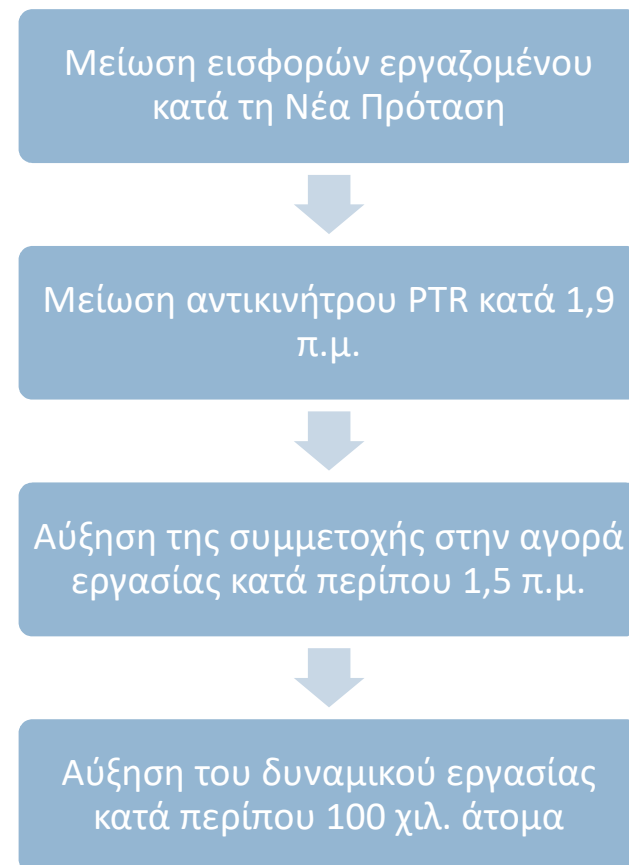 Μείωση εισφορών εργαζομένου
κατά τη Νέα Πρόταση
Μείωση αντικινήτρου PTR κατά 1,9
π.μ.
Αύξηση της συμμετοχής στην αγορά
εργασίας κατά περίπου 1,5 π.μ.
Αύξηση του δυναμικού εργασίας
κατά περίπου 100 χιλ. άτομα